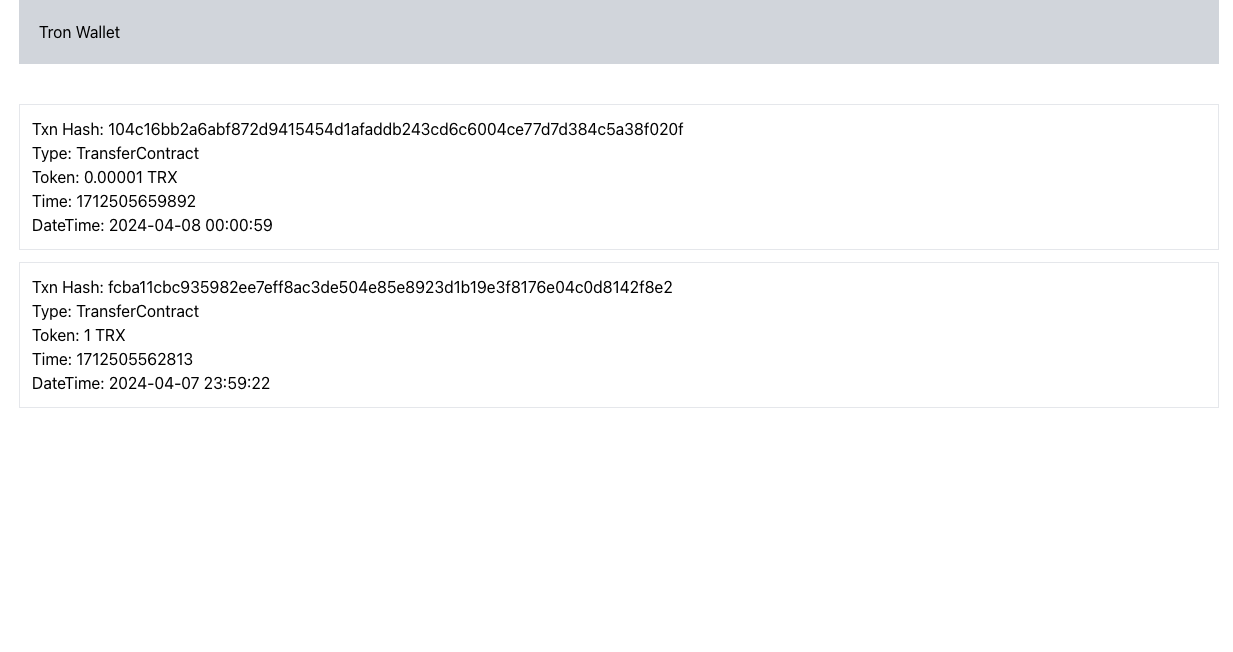 Tron Wallet
Txn Hash: 104c16bb2a6abf872d9415454d1afaddb243cd6c6004ce77d7d384c5a38f020f
Type: TransferContract
Token: 0.00001 TRX
Time: 1712505659892
DateTime: 2024-04-08 00:00:59
Txn Hash: fcba11cbc935982ee7eff8ac3de504e85e8923d1b19e3f8176e04c0d8142f8e2
Type: TransferContract
Token: 1 TRX
Time: 1712505562813
DateTime: 2024-04-07 23:59:22